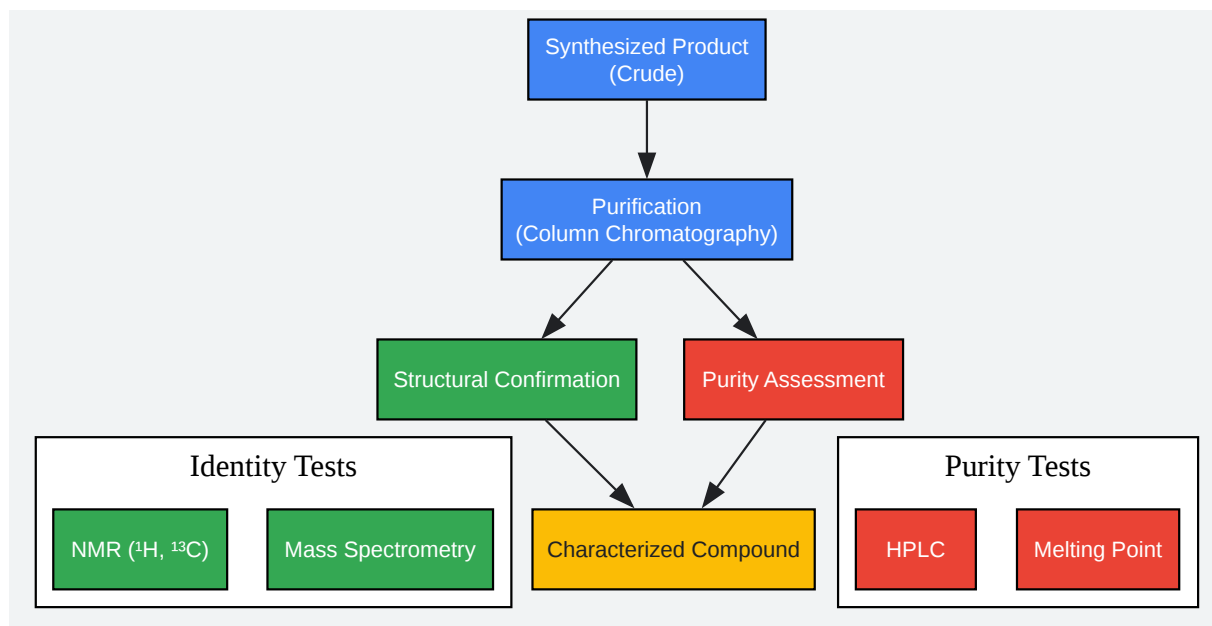 Synthesized Product
(Crude)
Purification
(Column Chromatography)
Structural Confirmation
Purity Assessment
Identity Tests
NMR (¹H, ¹³C)
Mass Spectrometry
Characterized Compound
Purity Tests
HPLC
Melting Point